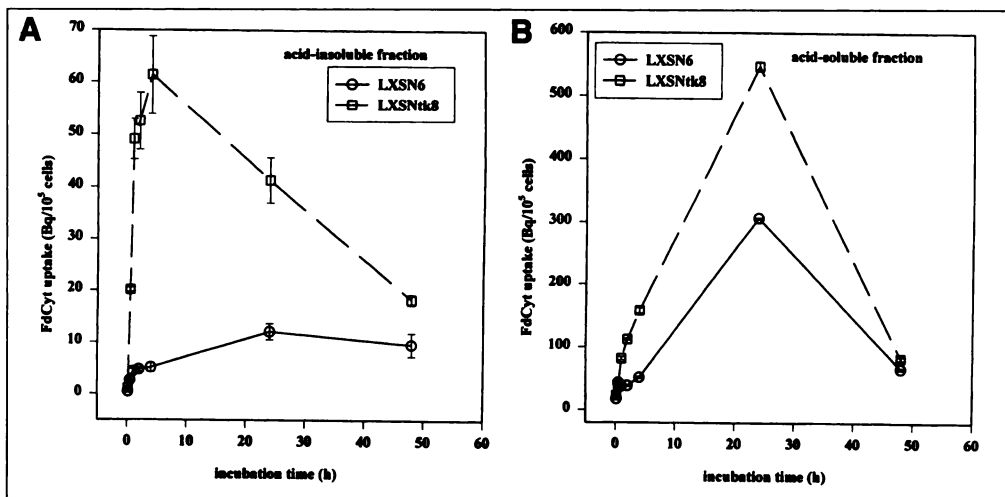 A
acid-insoluble fraction
LXSN6
LXSNtk8
FdCyt uptake (Bq/10⁵ cells)
70
60
50
40
30
20
10
0
0 10 20 30 40 50 60
incubation time (h)
B
acid-soluble fraction
LXSN6
LXSNtk8
FdCyt uptake (Bq/10⁵ cells)
600
500
400
300
200
100
0
0 10 20 30 40 50 60
incubation time (h)